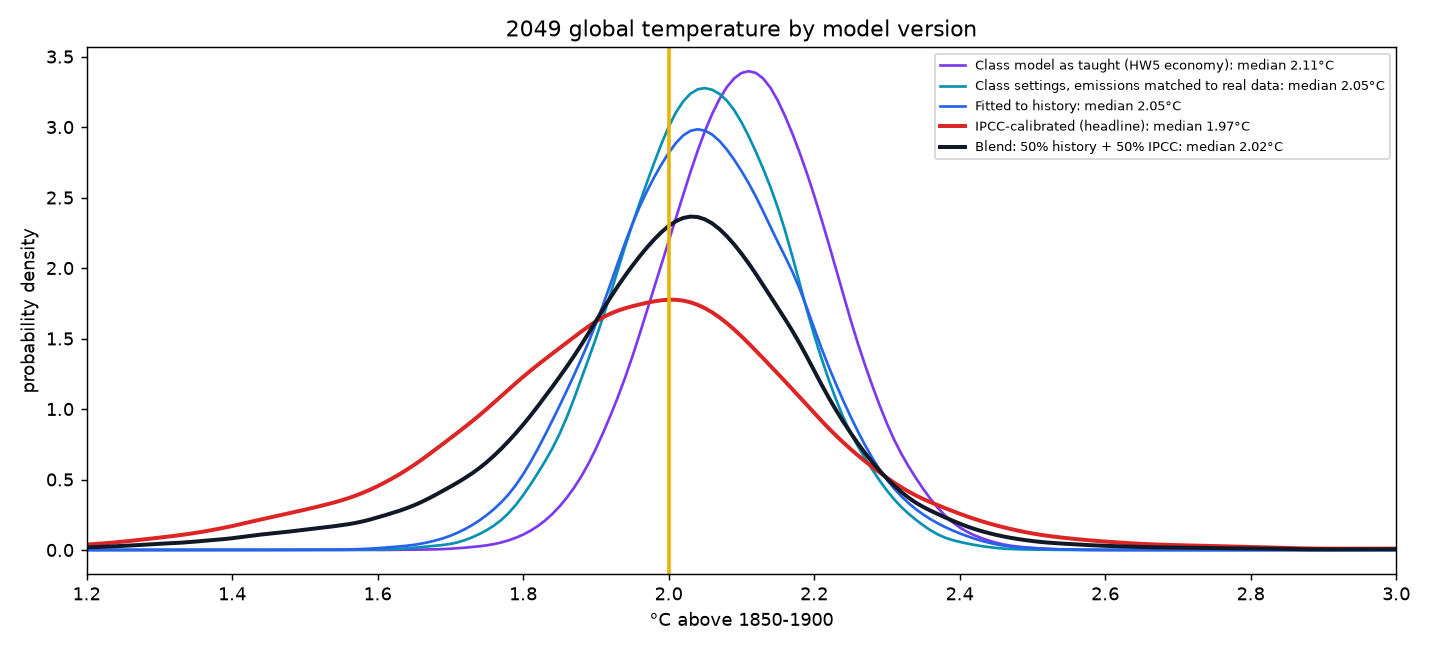 2049 global temperature by model version
Class model as taught (HW5 economy): median 2.11°C
Class settings, emissions matched to real data: median 2.05°C
Fitted to history: median 2.05°C
IPCC-calibrated (headline): median 1.97°C
Blend: 50% history + 50% IPCC: median 2.02°C
probability density
3.5
3.0
2.5
2.0
1.5
1.0
0.5
0.0
1.2 1.4 1.6 1.8 2.0 2.2 2.4 2.6 2.8 3.0
°C above 1850-1900